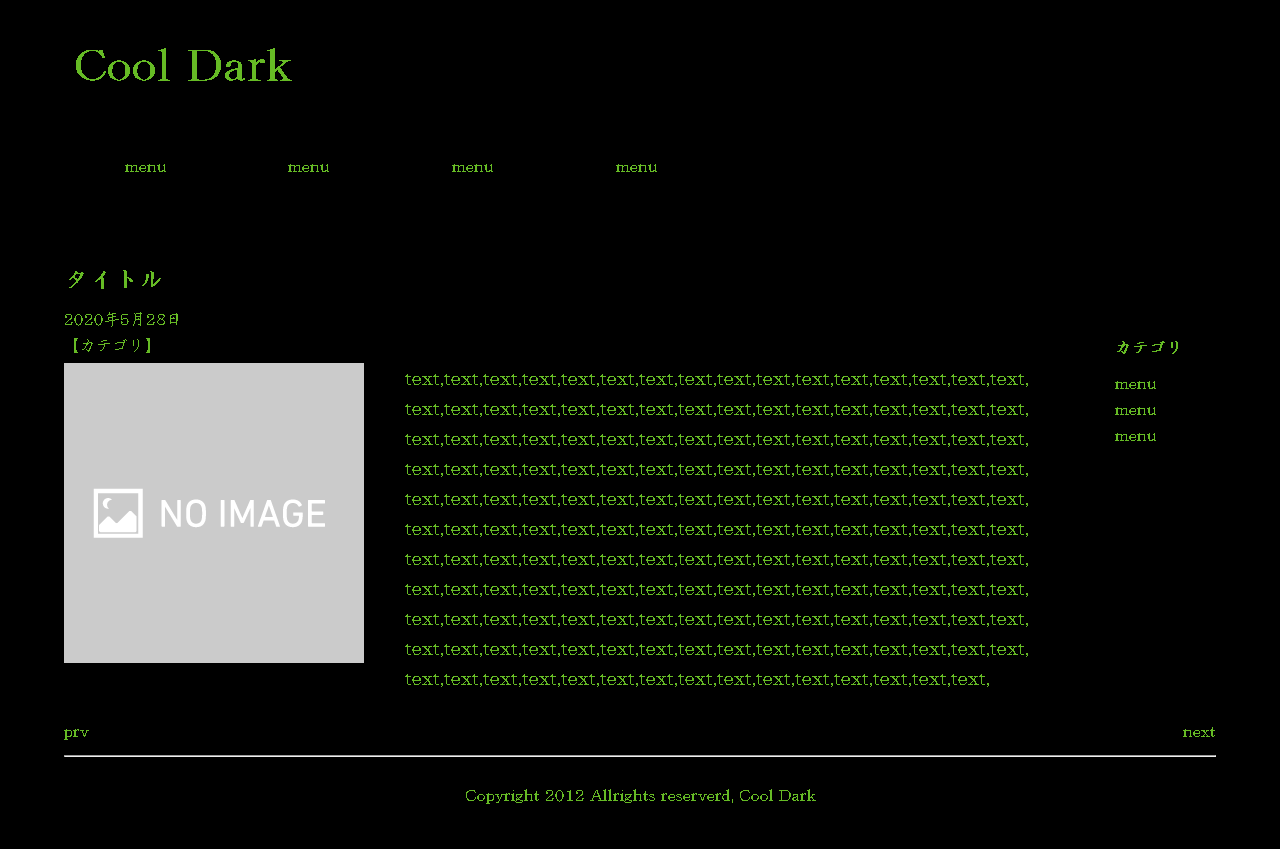 Cool Dark
menu menu menu menu
タイトル
2020年5月28日
【カテゴリ】
NO IMAGE
text,text,text,text,text,text,text,text,text,text,text,text,text,text,text,text,
text,text,text,text,text,text,text,text,text,text,text,text,text,text,text,text,
text,text,text,text,text,text,text,text,text,text,text,text,text,text,text,text,
text,text,text,text,text,text,text,text,text,text,text,text,text,text,text,text,
text,text,text,text,text,text,text,text,text,text,text,text,text,text,text,text,
text,text,text,text,text,text,text,text,text,text,text,text,text,text,text,text,
text,text,text,text,text,text,text,text,text,text,text,text,text,text,text,text,
text,text,text,text,text,text,text,text,text,text,text,text,text,text,text,text,
text,text,text,text,text,text,text,text,text,text,text,text,text,text,text,text,
text,text,text,text,text,text,text,text,text,text,text,text,text,text,text,text,
text,text,text,text,text,text,text,text,text,text,text,text,text,text,text,
カテゴリ
menu
menu
menu
prv next
Copyright 2012 Allrights reserverd, Cool Dark